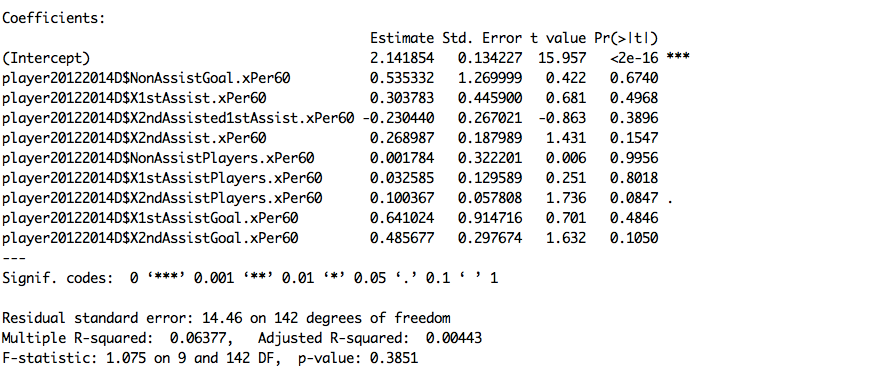 Coefficients:
Estimate Std. Error t value Pr(>|t|)
(Intercept) 2.141854 0.134227 15.957 <2e-16 ***
player20122014D$NonAssistGoal.xPer60 0.535332 1.269999 0.422 0.6740
player20122014D$X1stAssist.xPer60 0.303783 0.445900 0.681 0.4968
player20122014D$X2ndAssisted1stAssist.xPer60 -0.230440 0.267021 -0.863 0.3896
player20122014D$X2ndAssist.xPer60 0.268987 0.187989 1.431 0.1547
player20122014D$NonAssistPlayers.xPer60 0.001784 0.322201 0.006 0.9956
player20122014D$X1stAssistPlayers.xPer60 0.032585 0.129589 0.251 0.8018
player20122014D$X2ndAssistPlayers.xPer60 0.100367 0.057808 1.736 0.0847 .
player20122014D$X1stAssistGoal.xPer60 0.641024 0.914716 0.701 0.4846
player20122014D$X2ndAssistGoal.xPer60 0.485677 0.297674 1.632 0.1050
---
Signif. codes: 0 ‘***’ 0.001 ‘**’ 0.01 ‘*’ 0.05 ‘.’ 0.1 ‘ ’ 1
Residual standard error: 14.46 on 142 degrees of freedom
Multiple R-squared: 0.06377, Adjusted R-squared: 0.00443
F-statistic: 1.075 on 9 and 142 DF, p-value: 0.3851